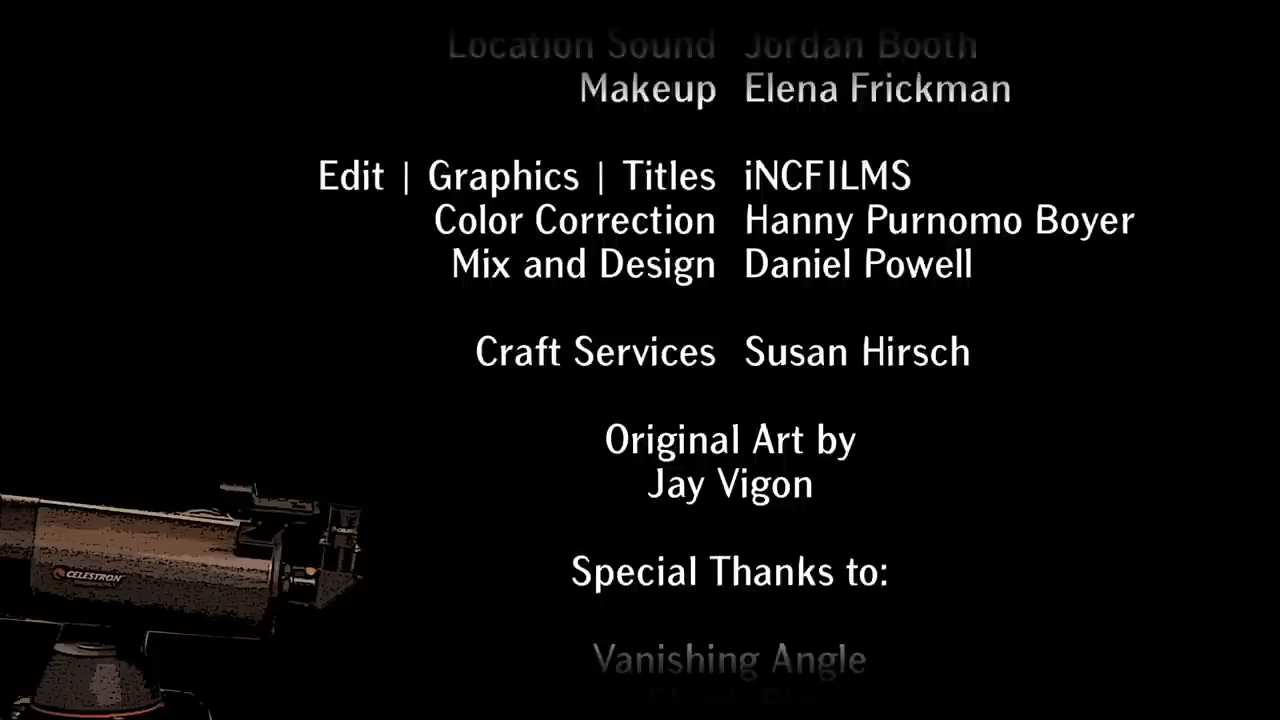 Location Sound Jordan Booth
Makeup Elena Frickman
Edit | Graphics | Titles iNCFILMS
Color Correction Hanny Purnomo Boyer
Mix and Design Daniel Powell
Craft Services Susan Hirsch
Original Art by
Jay Vigon
Special Thanks to:
Vanishing Angle
CELESTRON